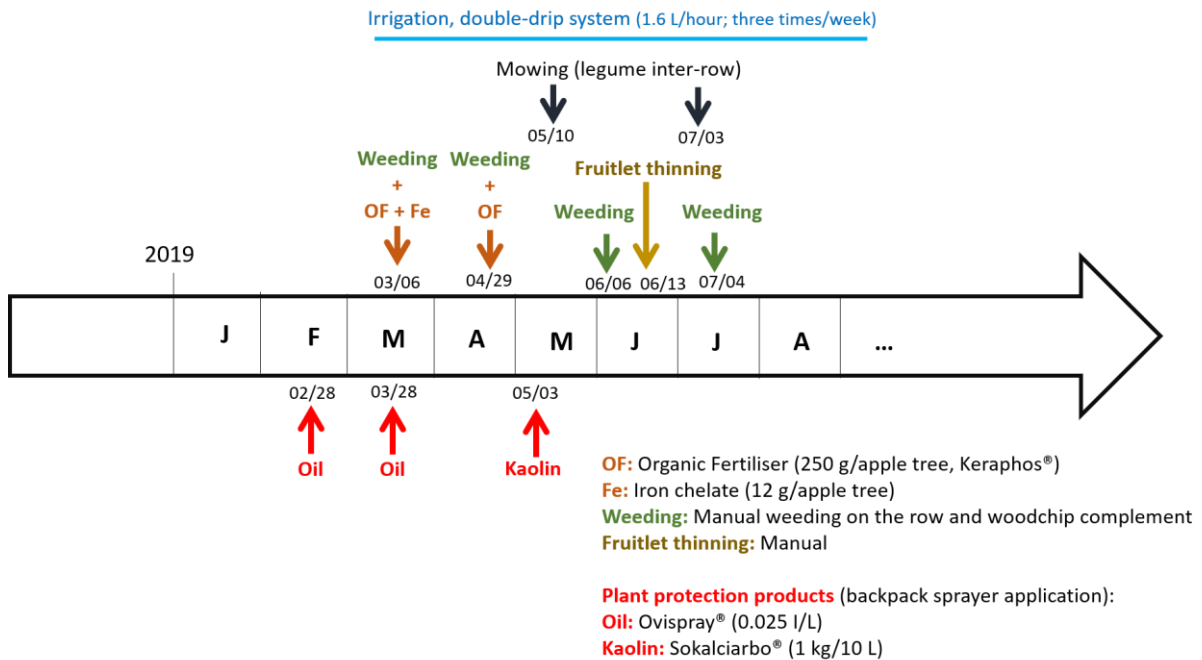 Irrigation, double-drip system (1.6 L/hour; three times/week)
Mowing (legume inter-row)
05/10
07/03
Weeding
+
OF + Fe
Weeding
+
OF
Fruitlet thinning
Weeding
Weeding
2019
03/06
04/29
06/06
06/13
07/04
J
F
M
A
M
J
J
A
...
02/28
03/28
05/03
Oil
Oil
Kaolin
OF: Organic Fertiliser (250 g/apple tree, Keraphos®)
Fe: Iron chelate (12 g/apple tree)
Weeding: Manual weeding on the row and woodchip complement
Fruitlet thinning: Manual
Plant protection products (backpack sprayer application):
Oil: Ovispray® (0.025 l/L)
Kaolin: Sokalciarbo® (1 kg/10 L)